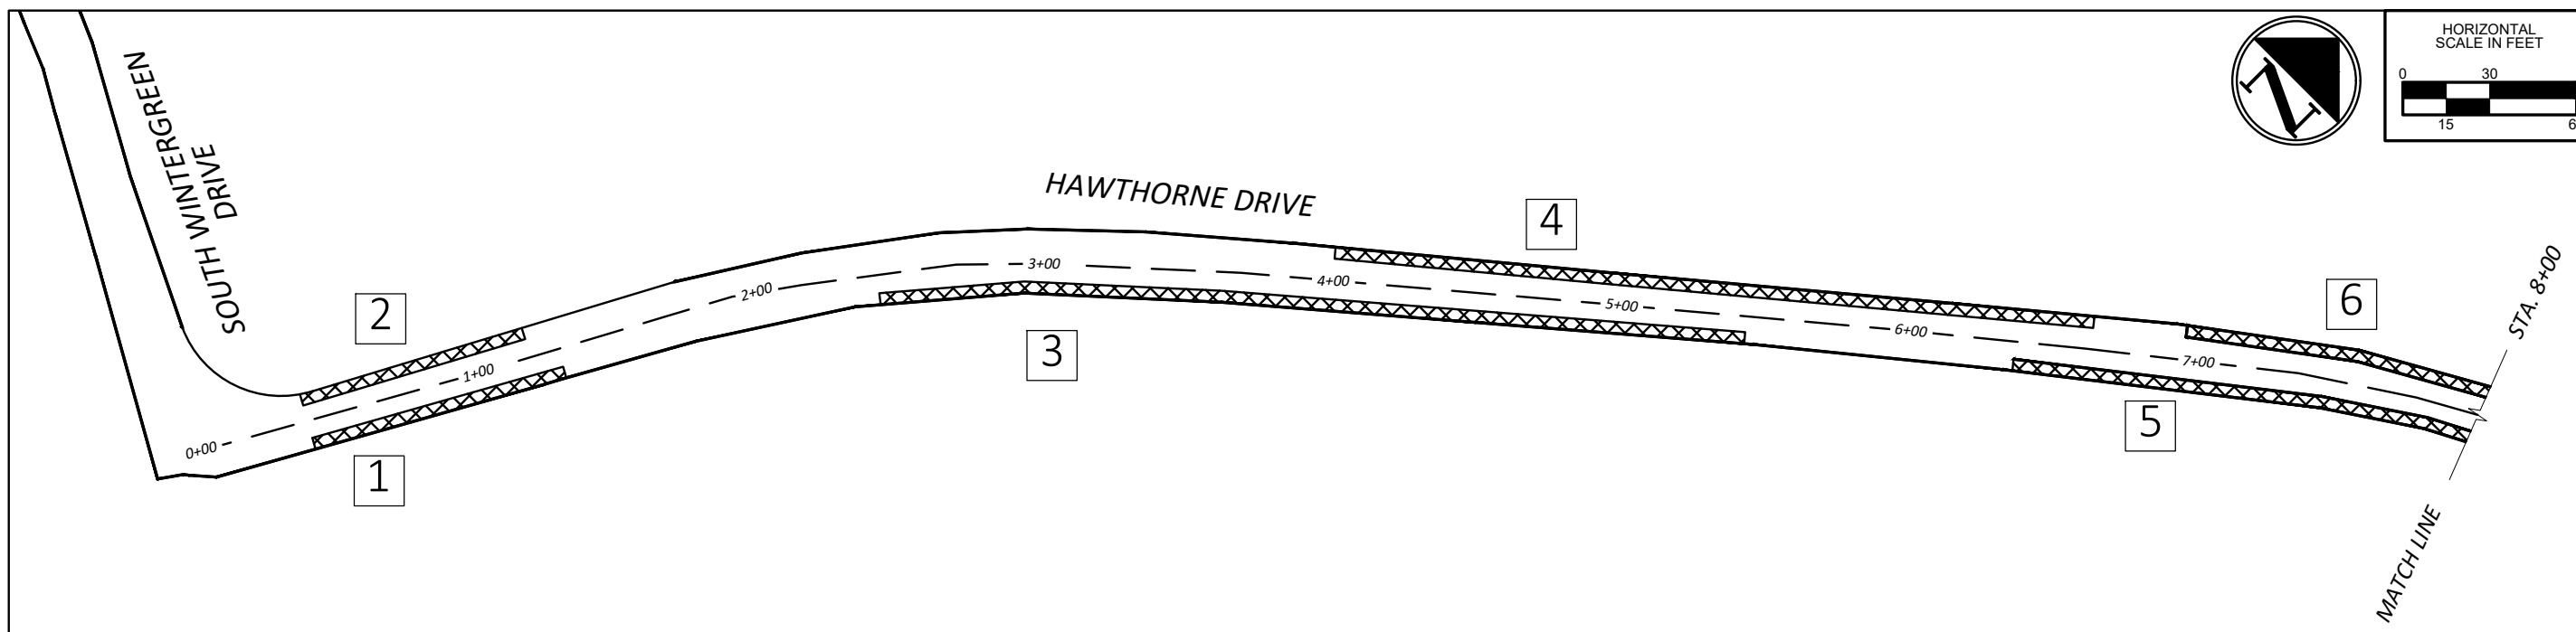 HORIZONTAL
SCALE IN FEET
0 30
15 6
SOUTH WINTERGREEN
DRIVE
HAWTHORNE DRIVE
4
2
6
3+00
4+00
2+00
5+00
6+00
STA. 8+00
3
7+00
1+00
5
0+00
1
MATCH LINE
N